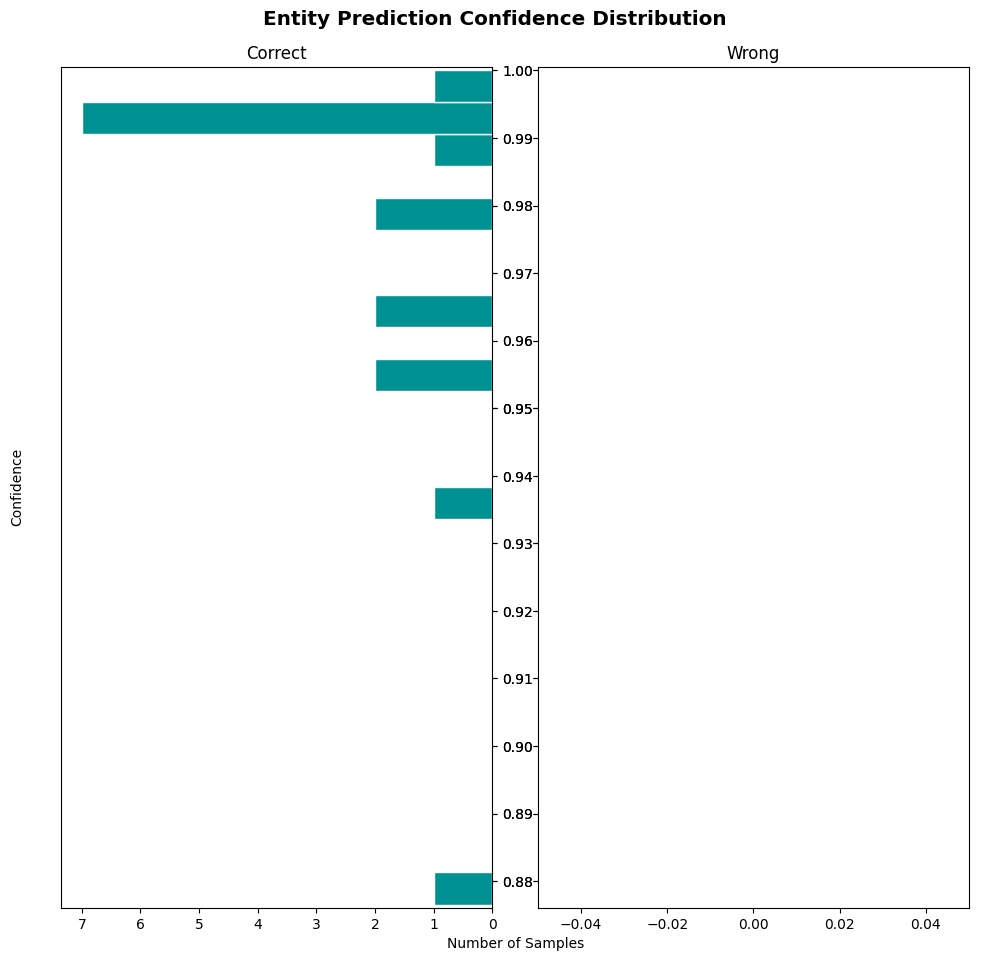 Entity Prediction Confidence Distribution
Correct
Wrong
Confidence
1.00
0.99
0.98
0.97
0.96
0.95
0.94
0.93
0.92
0.91
0.90
0.89
0.88
7 6 5 4 3 2 1 0
−0.04 −0.02 0.00 0.02 0.04
Number of Samples